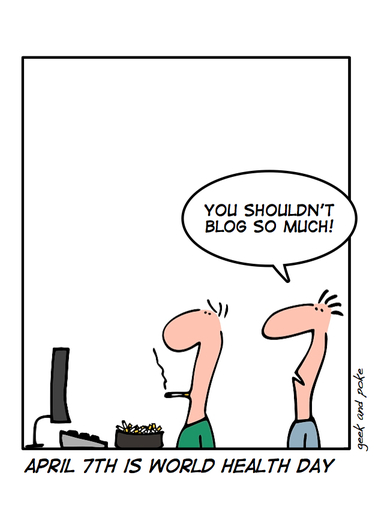 YOU SHOULDN'T
BLOG SO MUCH!
geek and poke
APRIL 7TH IS WORLD HEALTH DAY